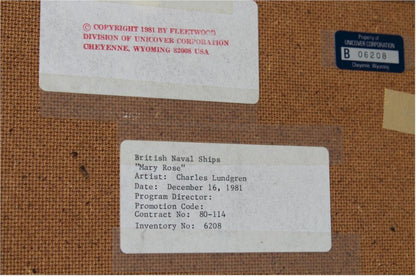 © COPYRIGHT 1981 BY FLEETWOOD
DIVISION OF UNICOVER CORPORATION
CHEYENNE, WYOMING 82008 USA
Property of
UNICOVER CORPORATION
B 06208
Cheyenne, Wyoming
British Naval Ships
"Mary Rose"
Artist: Charles Lundgren
Date: December 16, 1981
Program Director:
Promotion Code:
Contract No: 80-114
Inventory No: 6208